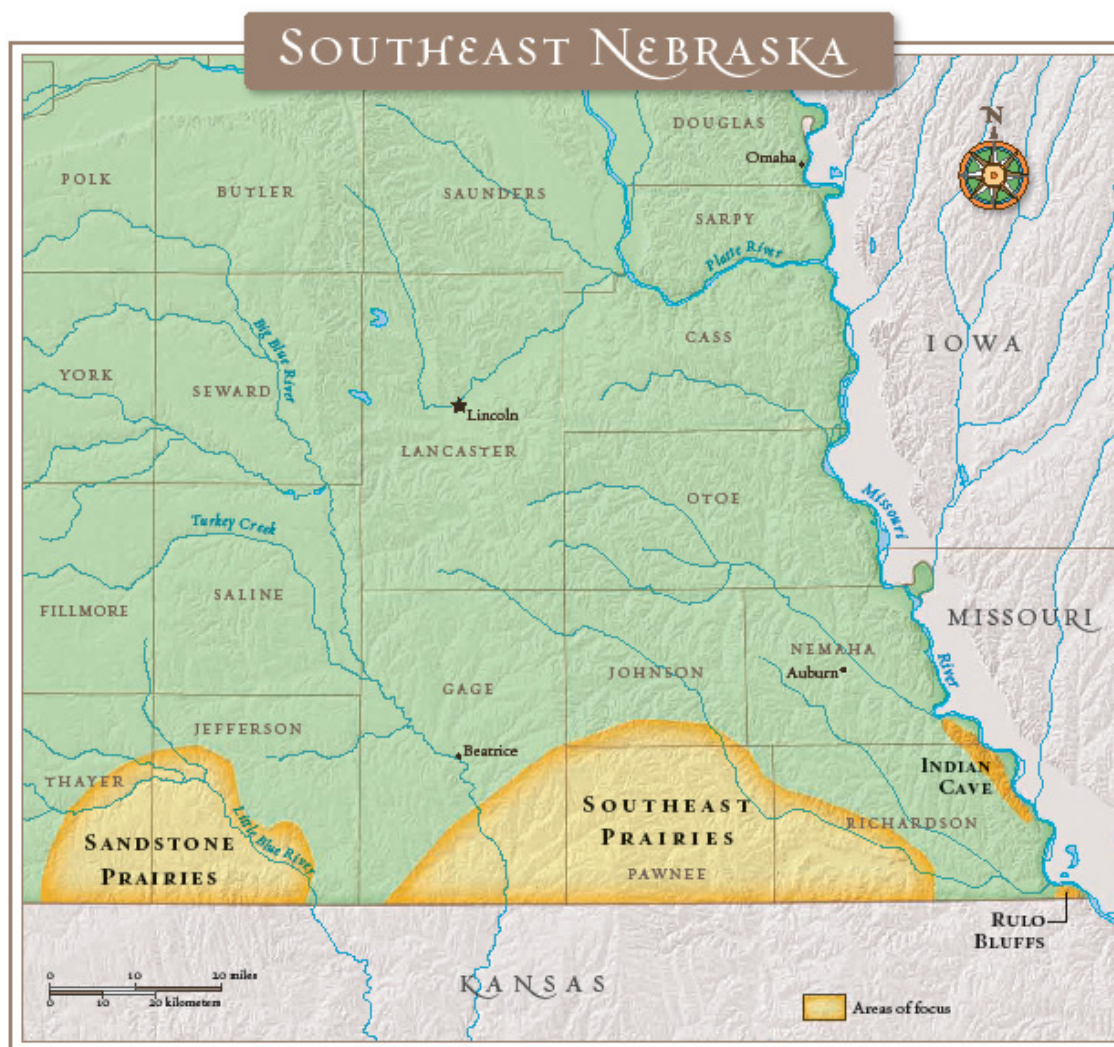 SOUTHEAST NEBRASKA
N
D
DOUGLAS
Omaha
POLK
BUTLER
SAUNDERS
SARPY
Platte River
Big Blue River
CASS
IOWA
YORK
SEWARD
Lincoln
LANCASTER
OTOE
Missouri
River
Turkey Creek
FILLMORE
SALINE
MISSOURI
NEMAHA
Auburn
JOHNSON
GAGE
JEFFERSON
Beatrice
THAYER
INDIAN
CAVE
SOUTHEAST
PRAIRIES
RICHARDSON
Little Blue River
SANDSTONE
PRAIRIES
PAWNEE
RULO
BLUFFS
KANSAS
0 10 20 miles
0 10 20 kilometers
Areas of focus